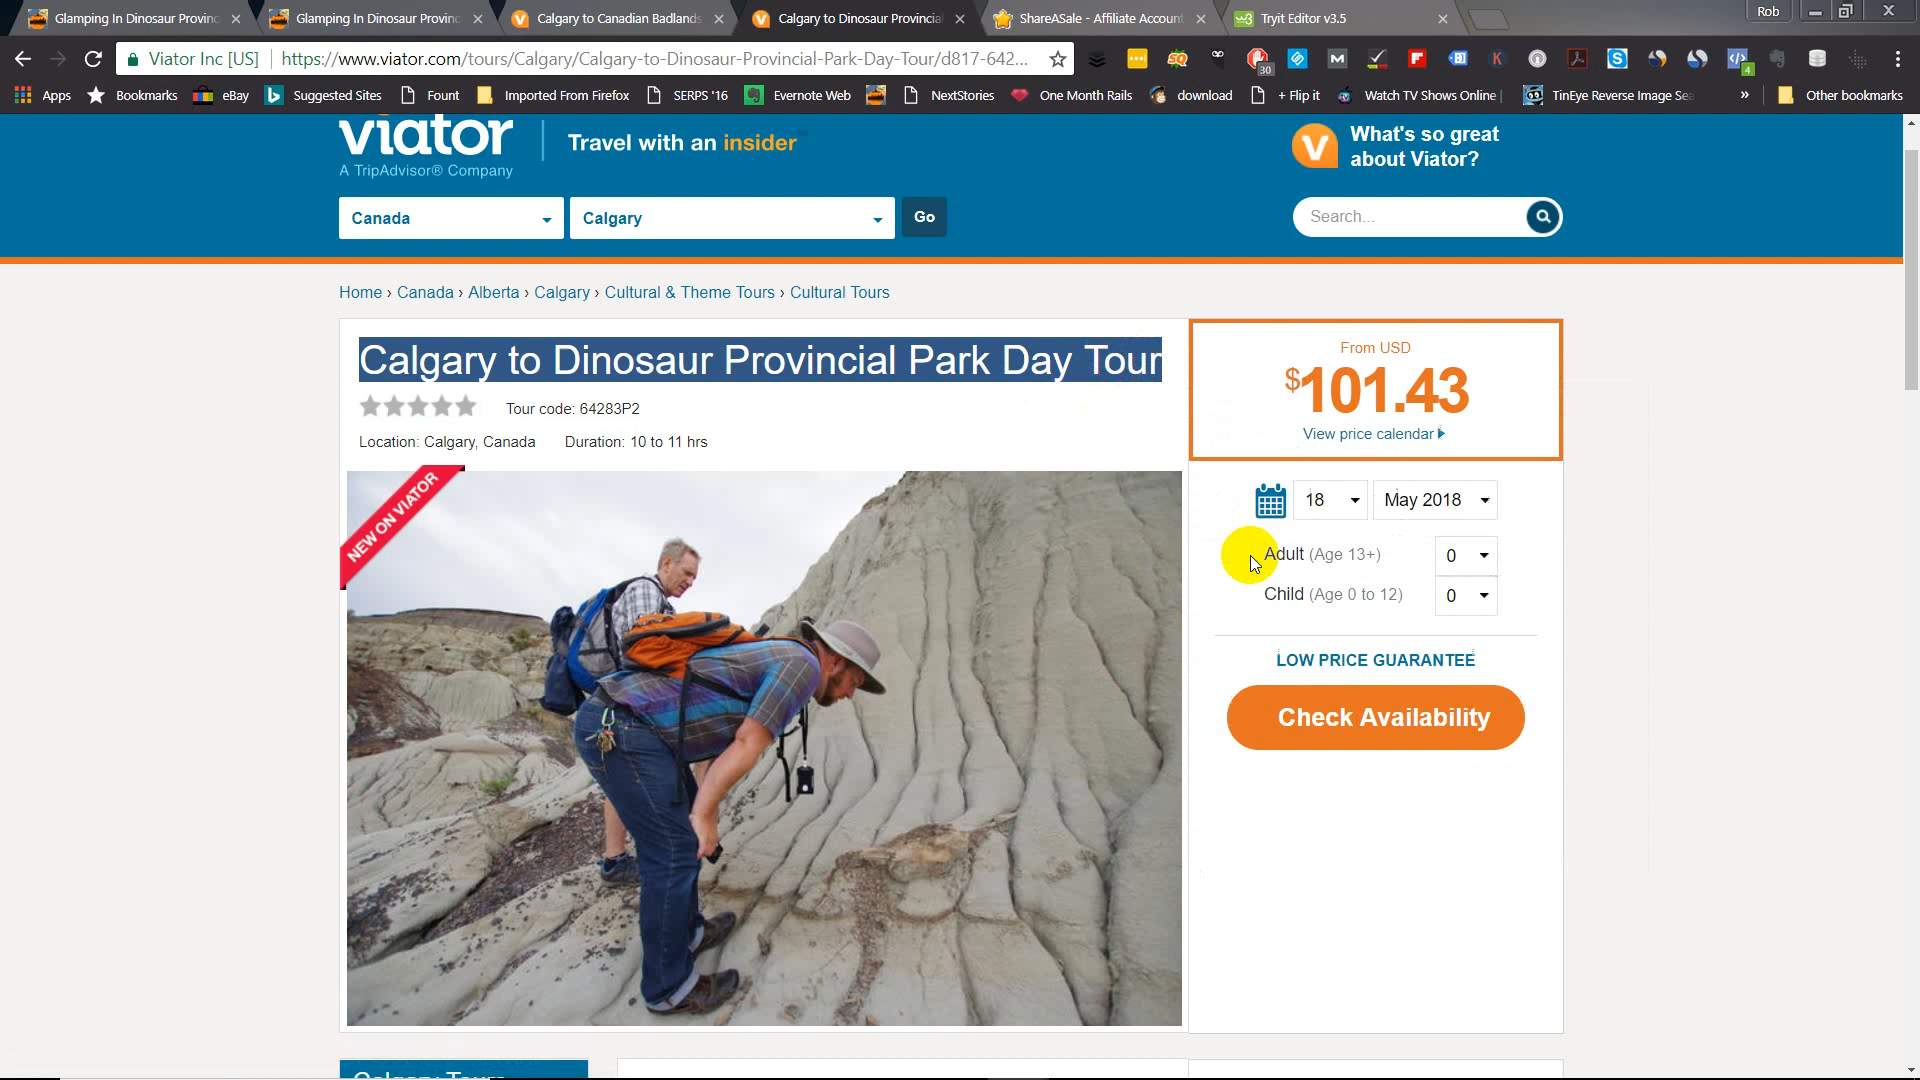 Glamping In Dinosaur Provinc
Glamping In Dinosaur Provinc
Calgary to Canadian Badlands
Calgary to Dinosaur Provincial
ShareASale - Affiliate Account
Tryit Editor v3.5
Rob
Viator Inc [US]
https://www.viator.com/tours/Calgary/Calgary-to-Dinosaur-Provincial-Park-Day-Tour/d817-642...
30
4
Apps
Bookmarks
eBay
Suggested Sites
Fount
Imported From Firefox
SERPS '16
Evernote Web
NextStories
One Month Rails
download
+ Flip it
Watch TV Shows Online |
TinEye Reverse Image Sea
»
Other bookmarks
viator
A TripAdvisor® Company
Travel with an insider
What's so great
about Viator?
Canada
Calgary
Go
Search...
Home › Canada › Alberta › Calgary › Cultural & Theme Tours › Cultural Tours
Calgary to Dinosaur Provincial Park Day Tour
Tour code: 64283P2
Location: Calgary, Canada
Duration: 10 to 11 hrs
NEW ON VIATOR
From USD
$101.43
View price calendar
18
May 2018
Adult (Age 13+)
0
Child (Age 0 to 12)
0
LOW PRICE GUARANTEE
Check Availability
Calgary Tours